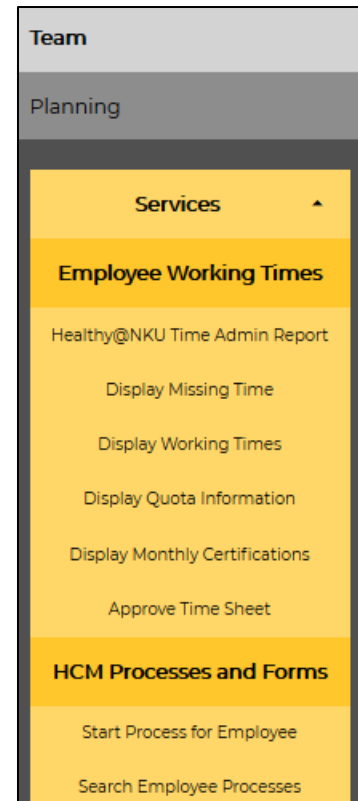 Team
Planning
Services
Employee Working Times
Healthy@NKU Time Admin Report
Display Missing Time
Display Working Times
Display Quota Information
Display Monthly Certifications
Approve Time Sheet
HCM Processes and Forms
Start Process for Employee
Search Employee Processes